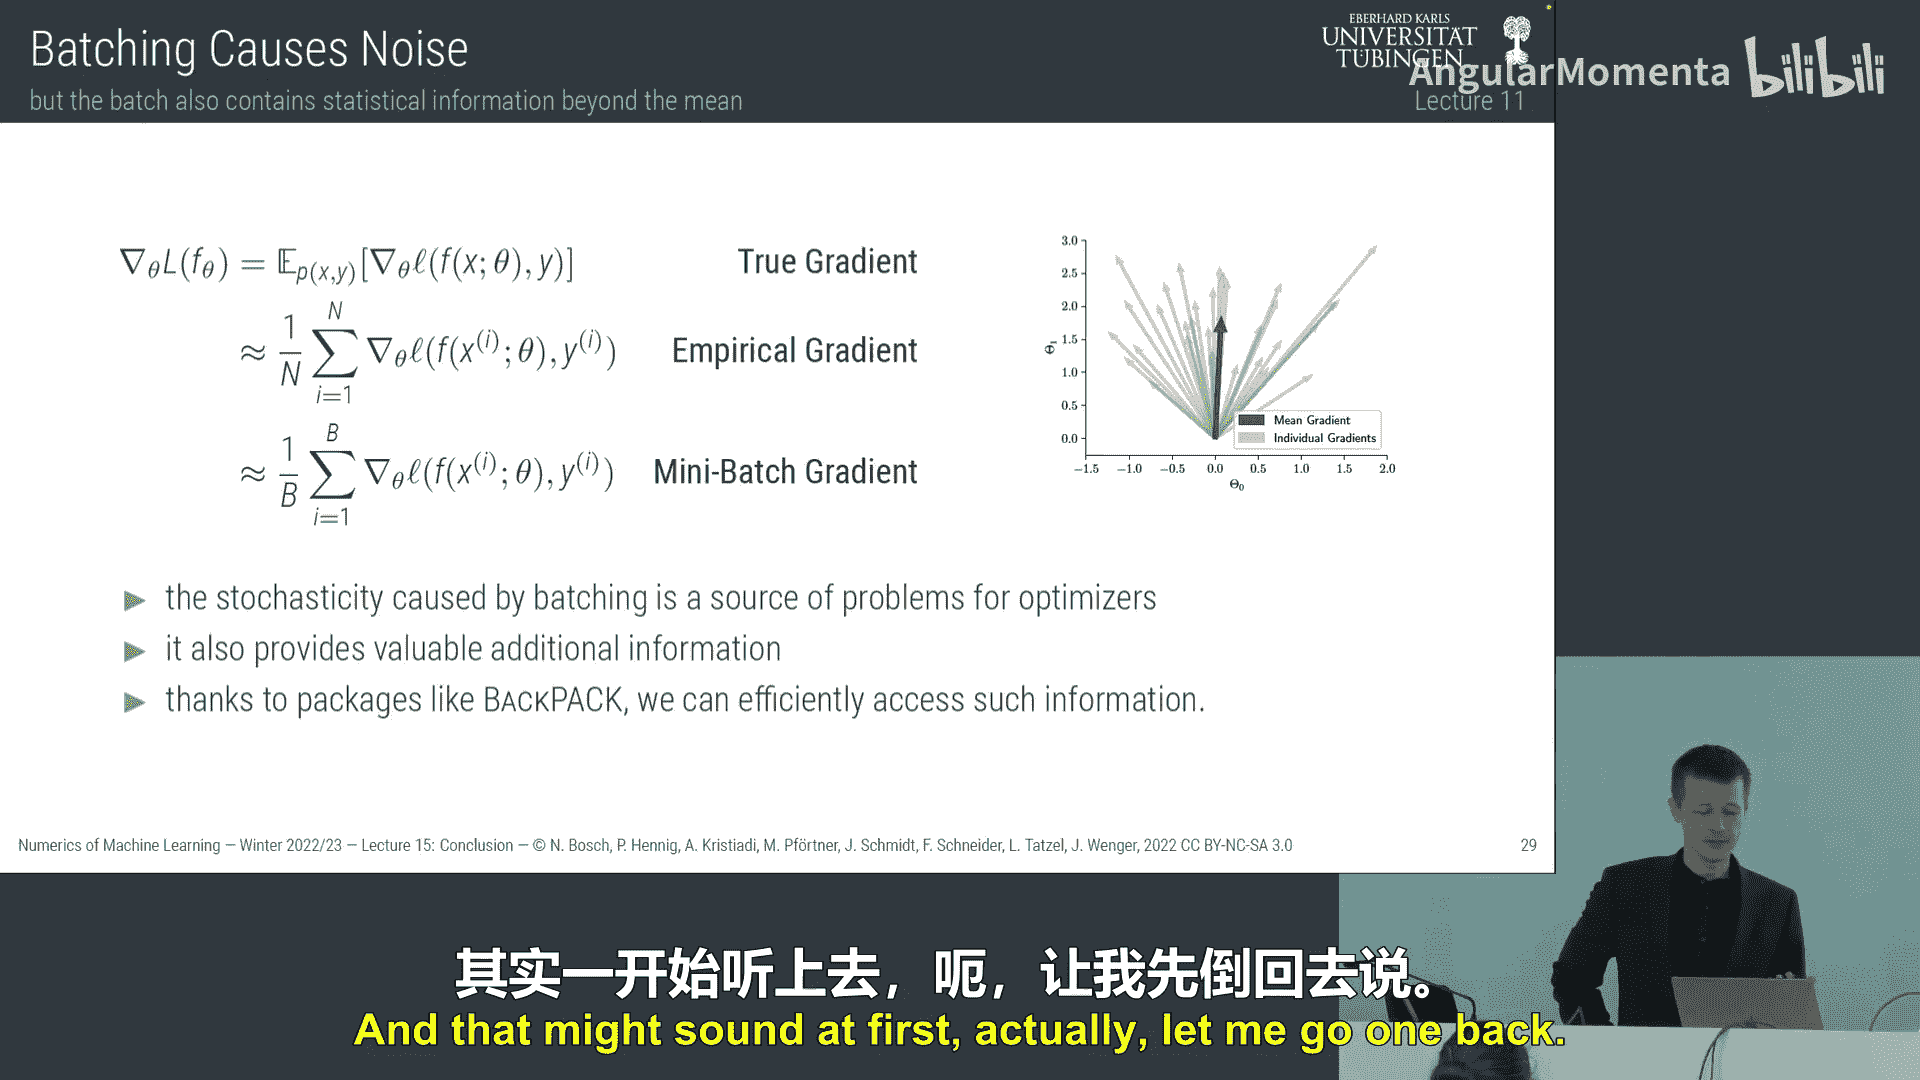 Batching Causes Noise
but the batch also contains statistical information beyond the mean
EBERHARD KARLS
UNIVERSITÄT
TÜBINGEN
AngularMomenta bilibili
Lecture 11
∇θL(fθ) = 𝔼p(x,y)[∇θℓ(f(x; θ), y)] True Gradient
≈ 1/N ∑_{i=1}^{N} ∇θℓ(f(x^(i); θ), y^(i)) Empirical Gradient
≈ 1/B ∑_{i=1}^{B} ∇θℓ(f(x^(i); θ), y^(i)) Mini-Batch Gradient
3.0
2.5
2.0
1.5
1.0
0.5
0.0
Θ1
Mean Gradient
Individual Gradients
−1.5 −1.0 −0.5 0.0 0.5 1.0 1.5 2.0
Θ0
▶ the stochasticity caused by batching is a source of problems for optimizers
▶ it also provides valuable additional information
▶ thanks to packages like BACKPACK, we can efficiently access such information.
Numerics of Machine Learning — Winter 2022/23 — Lecture 15: Conclusion — © N. Bosch, P. Hennig, A. Kristiadi, M. Pförtner, J. Schmidt, F. Schneider, L. Tatzel, J. Wenger, 2022 CC BY-NC-SA 3.0 29
其实一开始听上去，呃，让我先倒回去说。
And that might sound at first, actually, let me go one back.